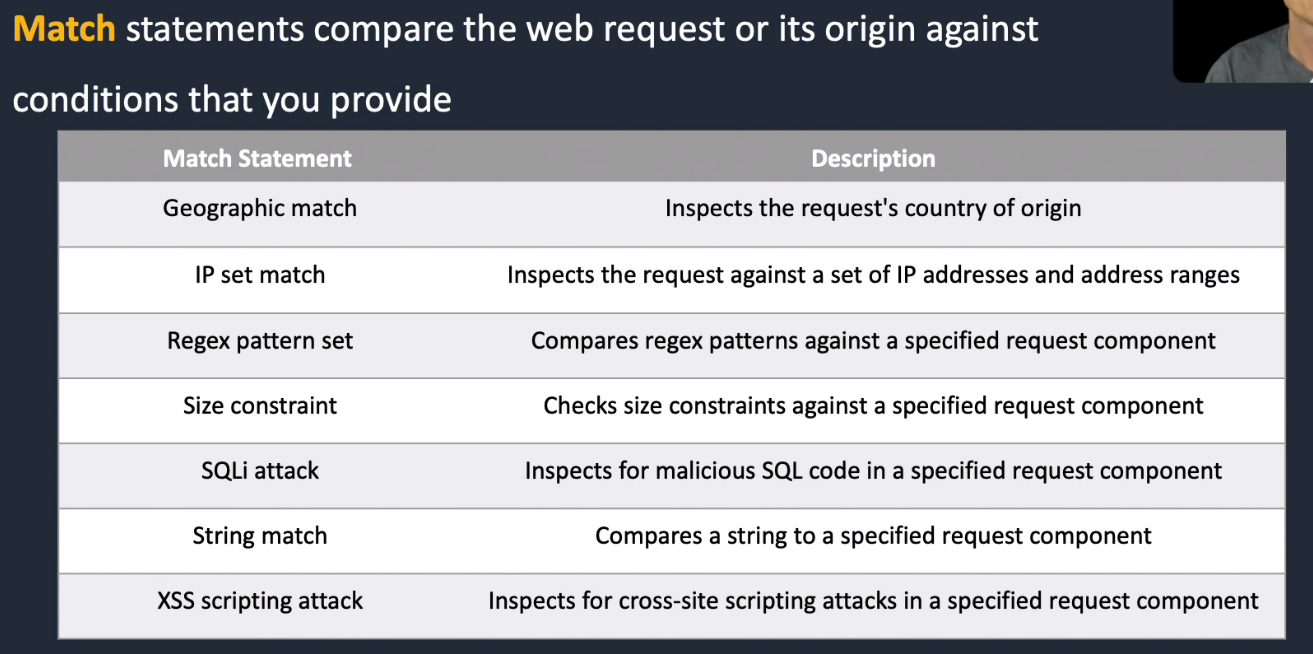 Match statements compare the web request or its origin against
conditions that you provide
Match Statement Description
Geographic match Inspects the request's country of origin
IP set match Inspects the request against a set of IP addresses and address ranges
Regex pattern set Compares regex patterns against a specified request component
Size constraint Checks size constraints against a specified request component
SQLi attack Inspects for malicious SQL code in a specified request component
String match Compares a string to a specified request component
XSS scripting attack Inspects for cross-site scripting attacks in a specified request component